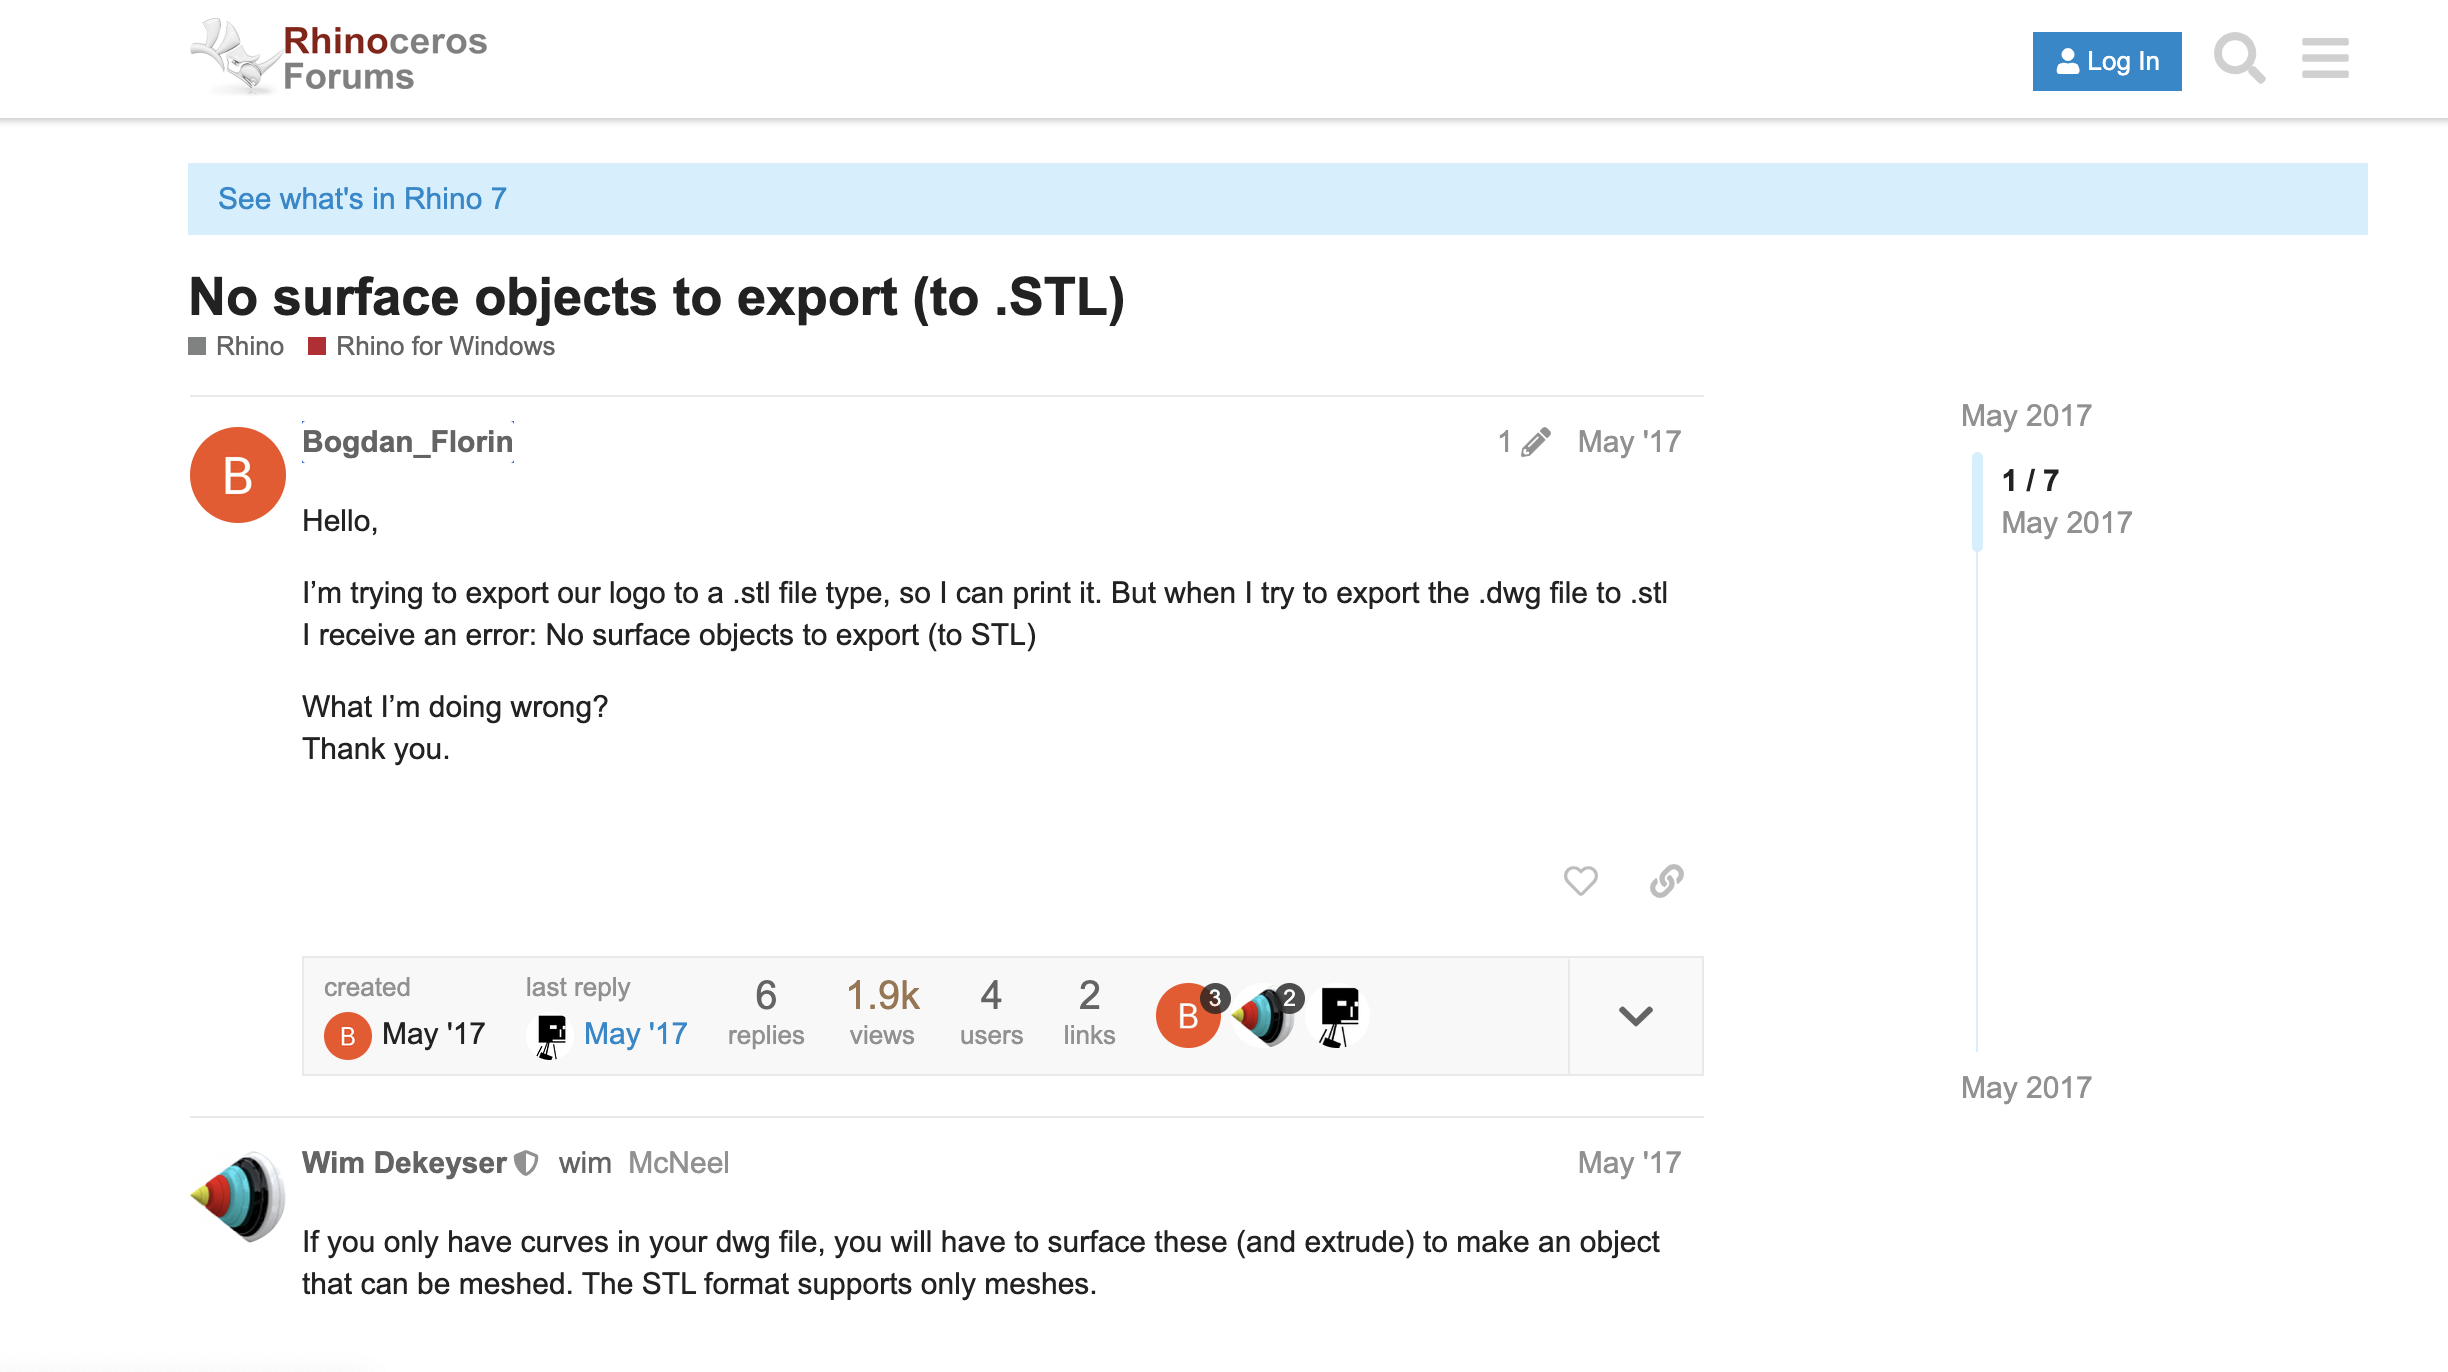 Rhinoceros
Forums
Log In
See what's in Rhino 7
No surface objects to export (to .STL)
Rhino Rhino for Windows
B
Bogdan_Florin
1 May '17
Hello,
I’m trying to export our logo to a .stl file type, so I can print it. But when I try to export the .dwg file to .stl
I receive an error: No surface objects to export (to STL)
What I’m doing wrong?
Thank you.
May 2017
1 / 7
May 2017
May 2017
created
B May '17
last reply
May '17
6
replies
1.9k
views
4
users
2
links
B 3 2
Wim Dekeyser wim McNeel
May '17
If you only have curves in your dwg file, you will have to surface these (and extrude) to make an object
that can be meshed. The STL format supports only meshes.